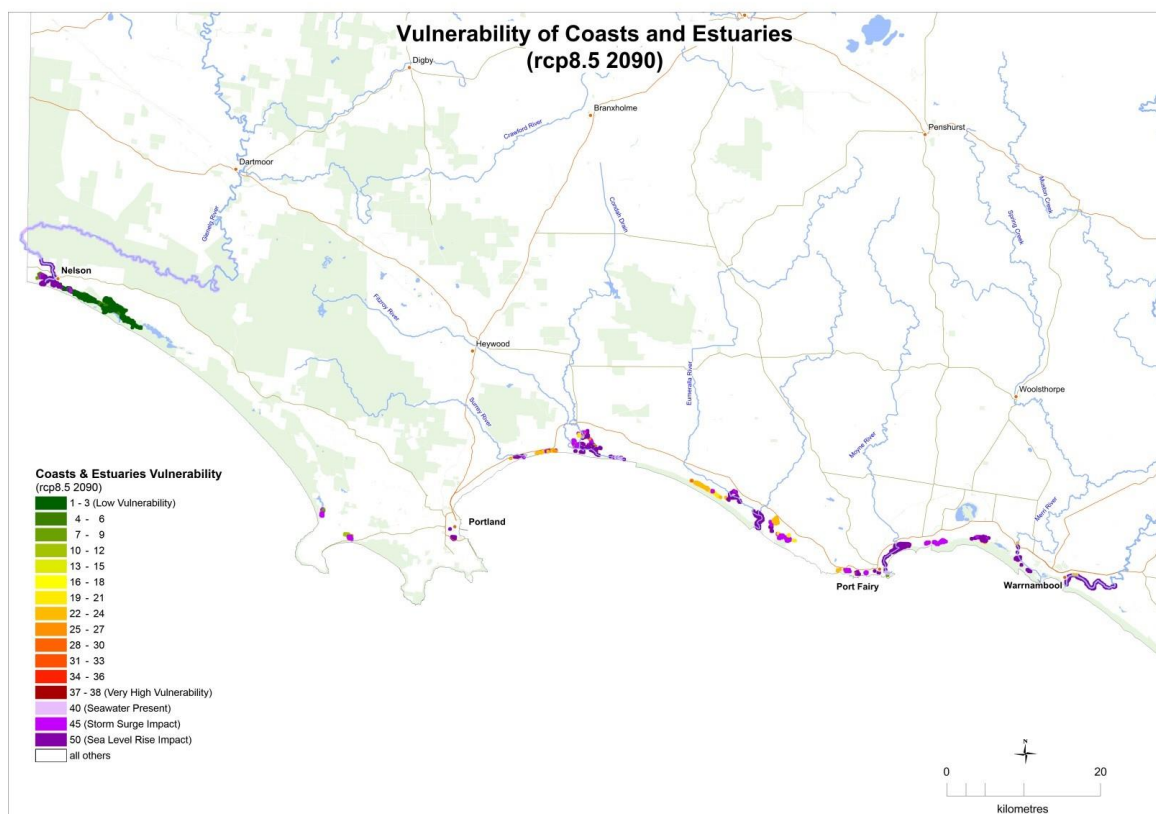 Vulnerability of Coasts and Estuaries
(rcp8.5 2090)
Digby
Branxholme
Crawford River
Penshurst
Dartmoor
Muston Creek
Glenelg River
Condah Drain
Spring Creek
Nelson
Fitzroy River
Heywood
Eumeralla River
Woolsthorpe
Surrey River
Moyne River
Merri River
Portland
Port Fairy
Warrnambool
Coasts & Estuaries Vulnerability
(rcp8.5 2090)
1 - 3 (Low Vulnerability)
4 - 6
7 - 9
10 - 12
13 - 15
16 - 18
19 - 21
22 - 24
25 - 27
28 - 30
31 - 33
34 - 36
37 - 38 (Very High Vulnerability)
40 (Seawater Present)
45 (Storm Surge Impact)
50 (Sea Level Rise Impact)
all others
N
0 20
kilometres